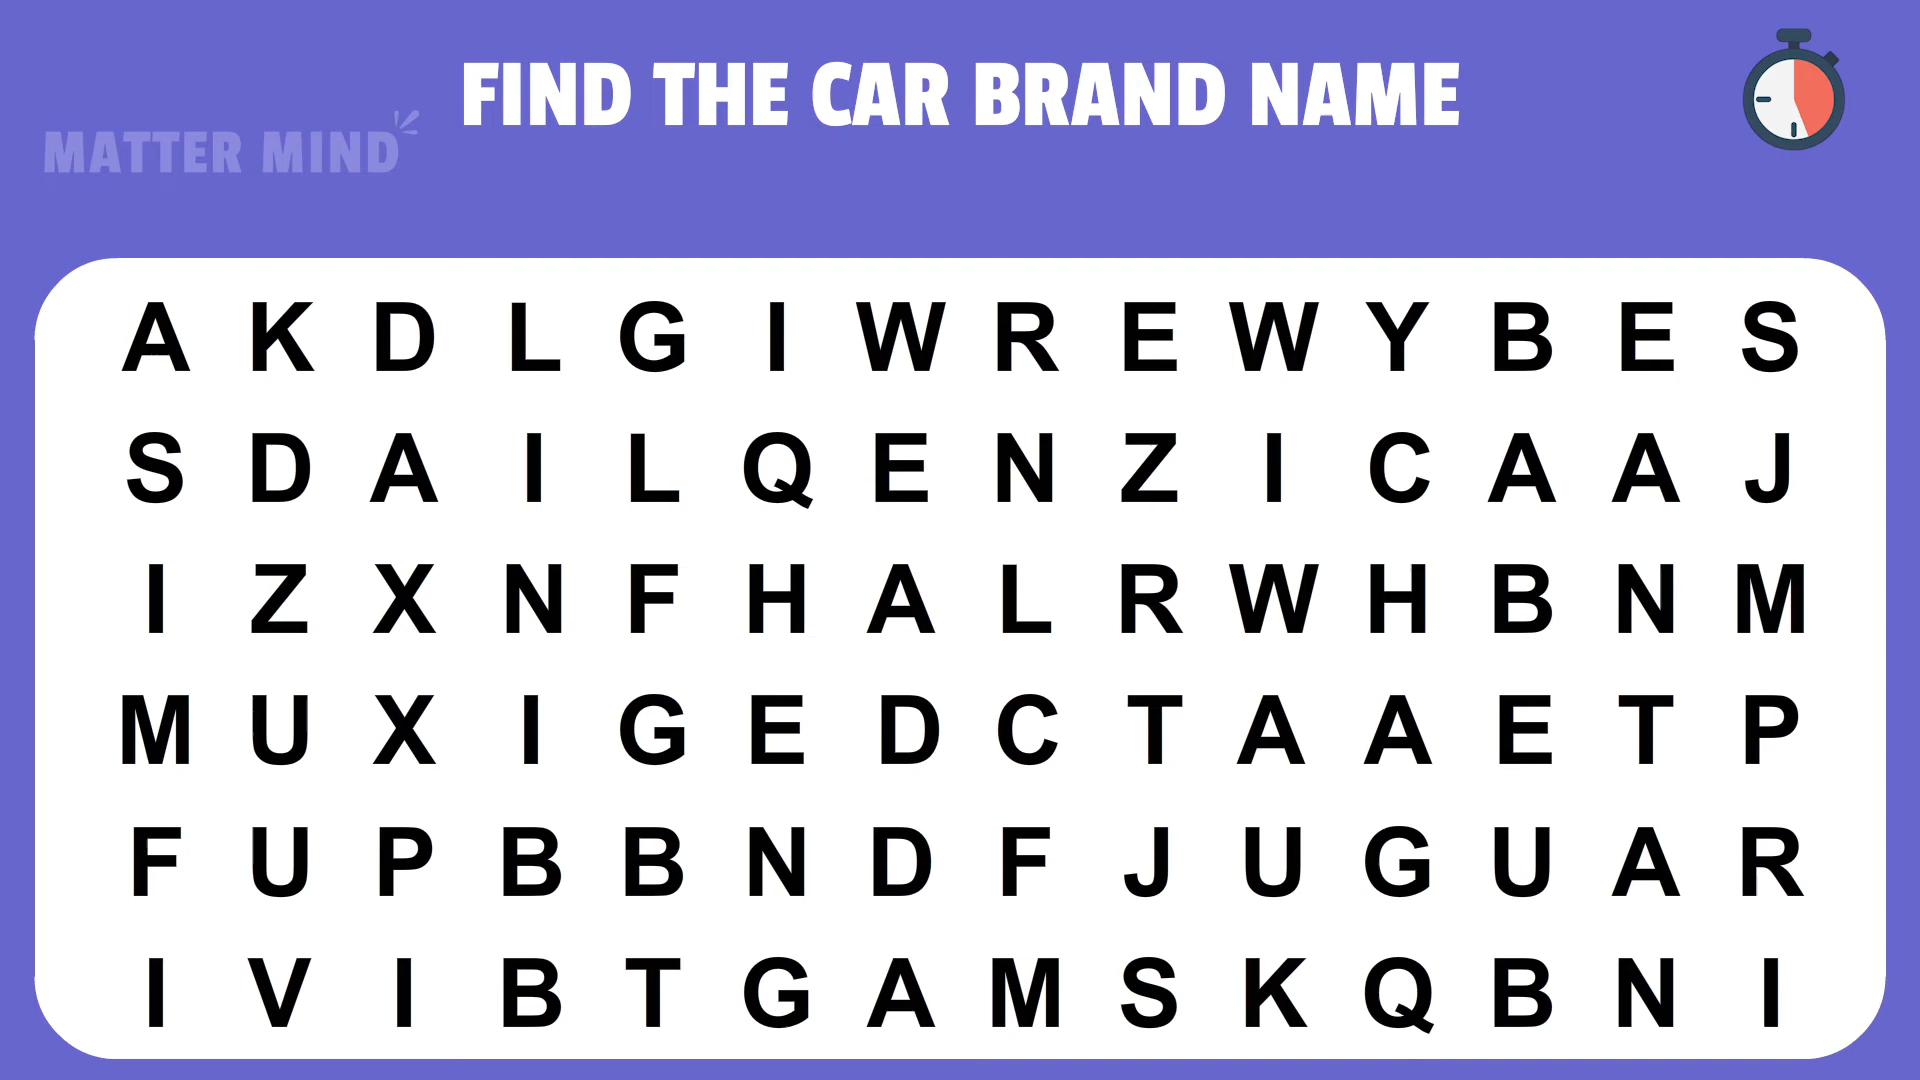 FIND THE CAR BRAND NAME
MATTER MIND
A K D L G I W R E W Y B E S
S D A I L Q E N Z I C A A J
I Z X N F H A L R W H B N M
M U X I G E D C T A A E T P
F U P B B N D F J U G U A R
I V I B T G A M S K Q B N I